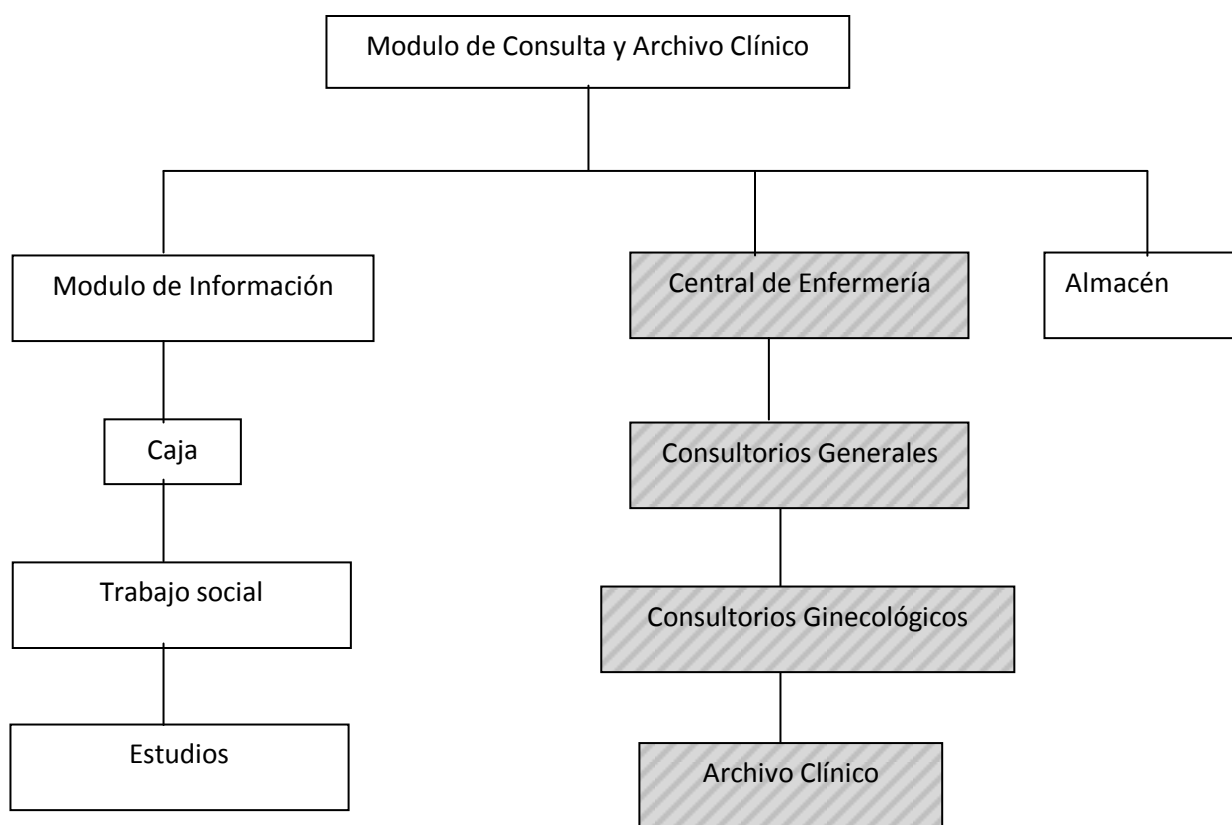 Modulo de Consulta y Archivo Clínico
Modulo de Información
Central de Enfermería
Almacén
Caja
Consultorios Generales
Trabajo social
Consultorios Ginecológicos
Estudios
Archivo Clínico